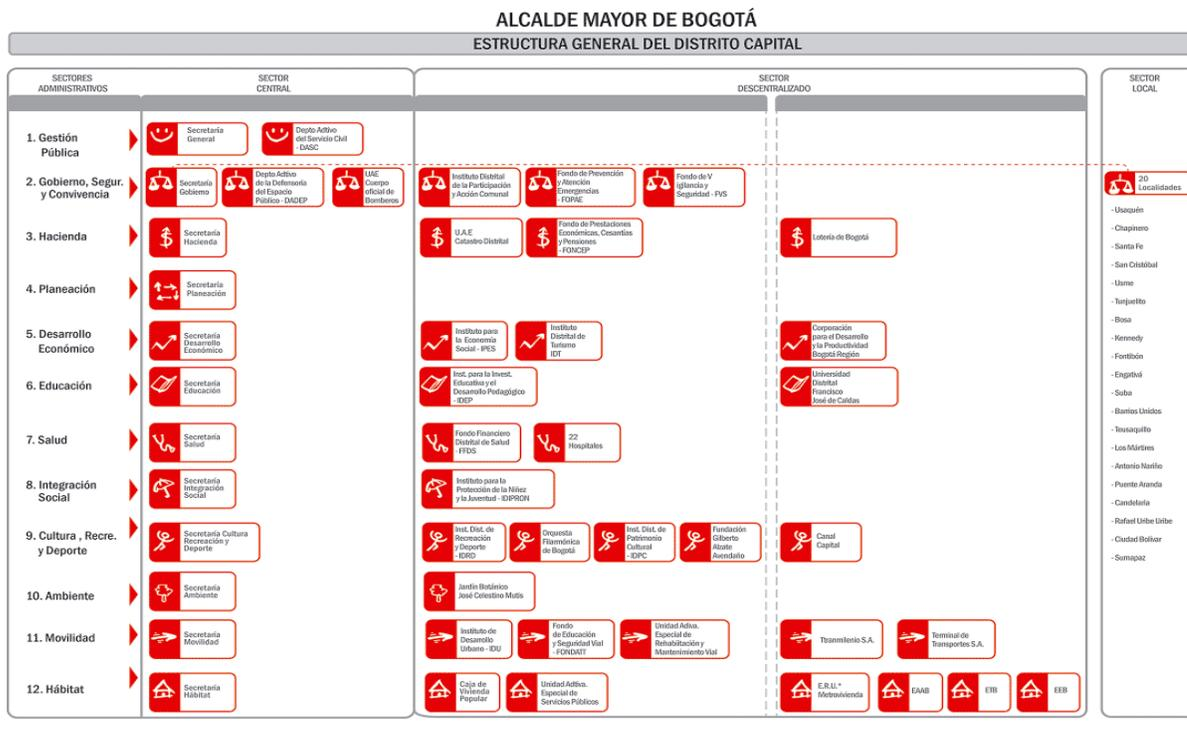 ALCALDE MAYOR DE BOGOTÁ
ESTRUCTURA GENERAL DEL DISTRITO CAPITAL
SECTORES
ADMINISTRATIVOS
SECTOR
CENTRAL
SECTOR
DESCENTRALIZADO
SECTOR
LOCAL
1. Gestión
Pública
Secretaría
General
Depto Adtivo
del Servicio Civil
- DASC
2. Gobierno, Segur.
y Convivencia
Secretaría
Gobierno
Depto Adtivo
de la Defensoría
del Espacio
Público - DADEP
UAE
Cuerpo
oficial de
Bomberos
Instituto Distrital
de la Participación
y Acción Comunal
Fondo de Prevención
y Atención
Emergencias
- FOPAE
Fondo de V
igilancia y
Seguridad - FVS
20
Localidades
3. Hacienda
Secretaría
Hacienda
U.A.E
Catastro Distrital
Fondo de Prestaciones
Económicas, Cesantías
y Pensiones
- FONCEP
Lotería de Bogotá
4. Planeación
Secretaría
Planeación
5. Desarrollo
Económico
Secretaría
Desarrollo
Económico
Instituto para
la Economía
Social - IPES
Instituto
Distrital de
Turismo
IDT
Corporación
para el Desarrollo
y la Productividad
Bogotá Región
6. Educación
Secretaría
Educación
Inst. para la Invest.
Educativa y el
Desarrollo Pedagógico
- IDEP
Universidad
Distrital
Francisco
José de Caldas
7. Salud
Secretaría
Salud
Fondo Financiero
Distrital de Salud
- FFDS
22
Hospitales
8. Integración
Social
Secretaría
Integración
Social
Instituto para la
Protección de la Niñez
y la Juventud - IDIPRON
9. Cultura , Recre.
y Deporte
Secretaría Cultura
Recreación y
Deporte
Inst. Dist. de
Recreación
y Deporte
- IDRD
Orquesta
Filarmónica
de Bogotá
Inst. Dist. de
Patrimonio
Cultural
- IDPC
Fundación
Gilberto
Alzate
Avendaño
Canal
Capital
10. Ambiente
Secretaría
Ambiente
Jardín Botánico
José Celestino Mutis
11. Movilidad
Secretaría
Movilidad
Instituto de
Desarrollo
Urbano - IDU
Fondo
de Educación
y Seguridad Vial
- FONDATT
Unidad Adiva.
Especial de
Rehabilitación y
Mantenimiento Vial
Ttranmilenio S.A.
Terminal de
Transportes S.A.
12. Hábitat
Secretaría
Hábitat
Caja de
Vivienda
Popular
Unidad Adtiva.
Especial de
Servicios Públicos
E.R.U.*
Metrovivienda
EAAB
ETB
EEB
- Usaquén
- Chapinero
- Santa Fe
- San Cristóbal
- Usme
- Tunjuelito
- Bosa
- Kennedy
- Fontibón
- Engativá
- Suba
- Barrios Unidos
- Teusaquillo
- Los Mártires
- Antonio Nariño
- Puente Aranda
- Candelaria
- Rafael Uribe Uribe
- Ciudad Bolívar
- Sumapaz